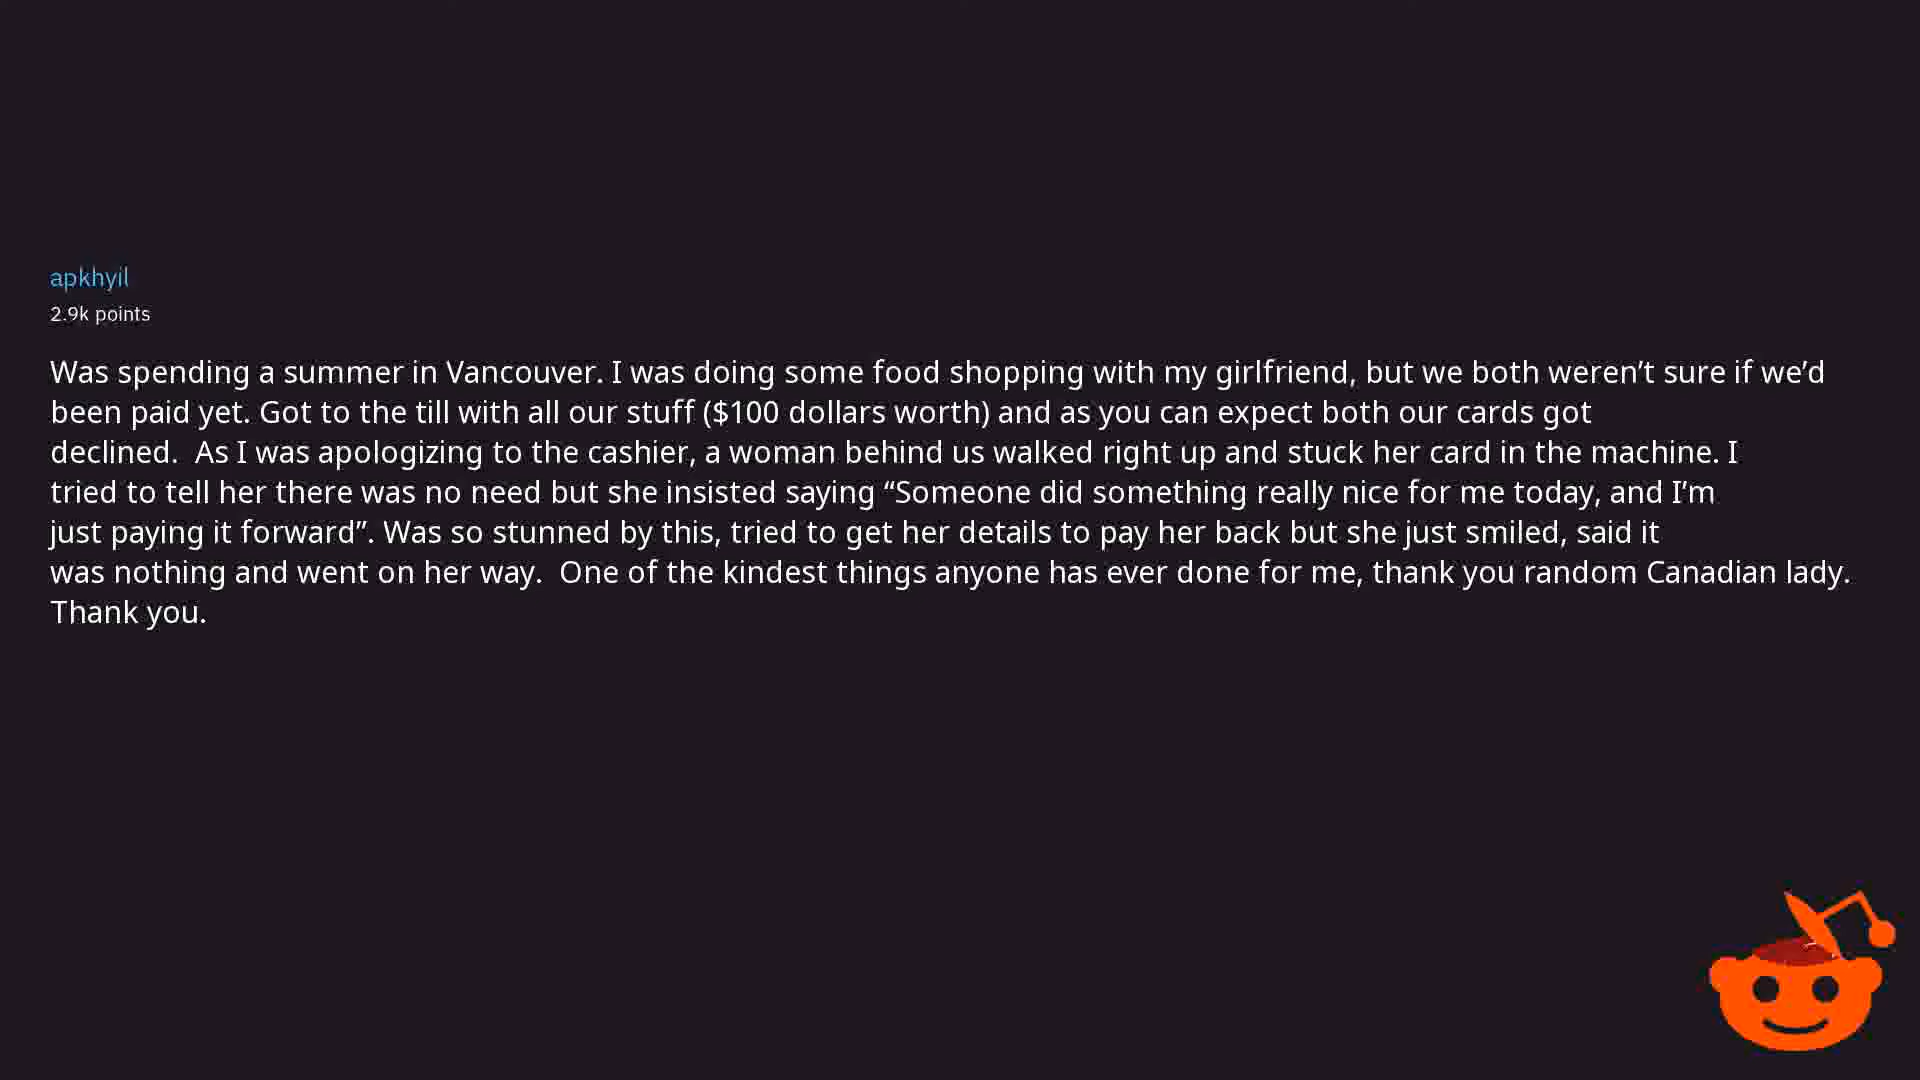 apkhyil
2.9k points
Was spending a summer in Vancouver. I was doing some food shopping with my girlfriend, but we both weren’t sure if we’d
been paid yet. Got to the till with all our stuff ($100 dollars worth) and as you can expect both our cards got
declined.  As I was apologizing to the cashier, a woman behind us walked right up and stuck her card in the machine. I
tried to tell her there was no need but she insisted saying “Someone did something really nice for me today, and I’m
just paying it forward”. Was so stunned by this, tried to get her details to pay her back but she just smiled, said it
was nothing and went on her way.  One of the kindest things anyone has ever done for me, thank you random Canadian lady.
Thank you.